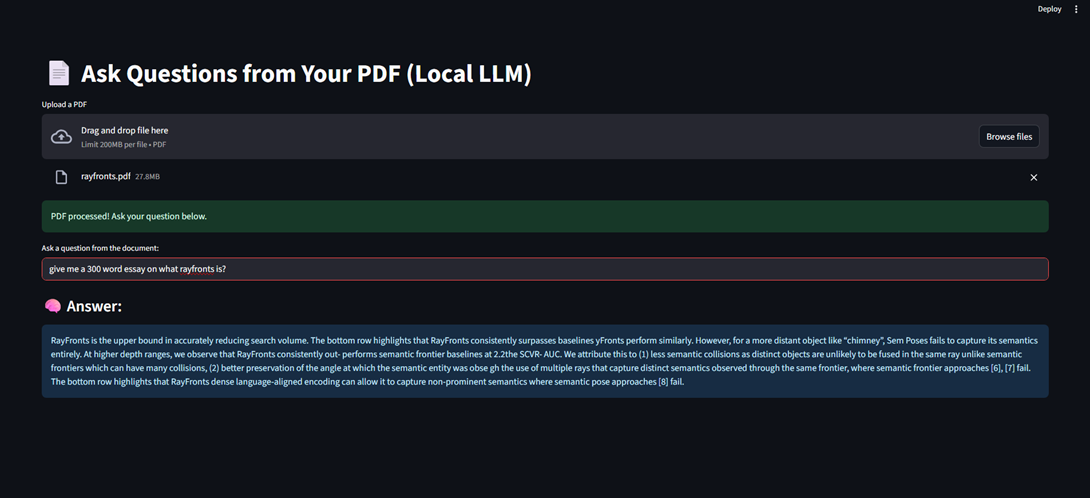 Deploy
Ask Questions from Your PDF (Local LLM)
Upload a PDF
Drag and drop file here
Limit 200MB per file • PDF
Browse files
rayfronts.pdf 27.8MB
PDF processed! Ask your question below.
Ask a question from the document:
give me a 300 word essay on what rayfronts is?
Answer:
RayFronts is the upper bound in accurately reducing search volume. The bottom row highlights that RayFronts consistently surpasses baselines yFronts perform similarly. However, for a more distant object like "chimney", Sem Poses fails to capture its semantics
entirely. At higher depth ranges, we observe that RayFronts consistently out- performs semantic frontier baselines at 2.2the SCVR- AUC. We attribute this to (1) less semantic collisions as distinct objects are unlikely to be fused in the same ray unlike semantic
frontiers which can have many collisions, (2) better preservation of the angle at which the semantic entity was obse gh the use of multiple rays that capture distinct semantics observed through the same frontier, where semantic frontier approaches [6], [7] fail.
The bottom row highlights that RayFronts dense language-aligned encoding can allow it to capture non-prominent semantics where semantic pose approaches [8] fail.